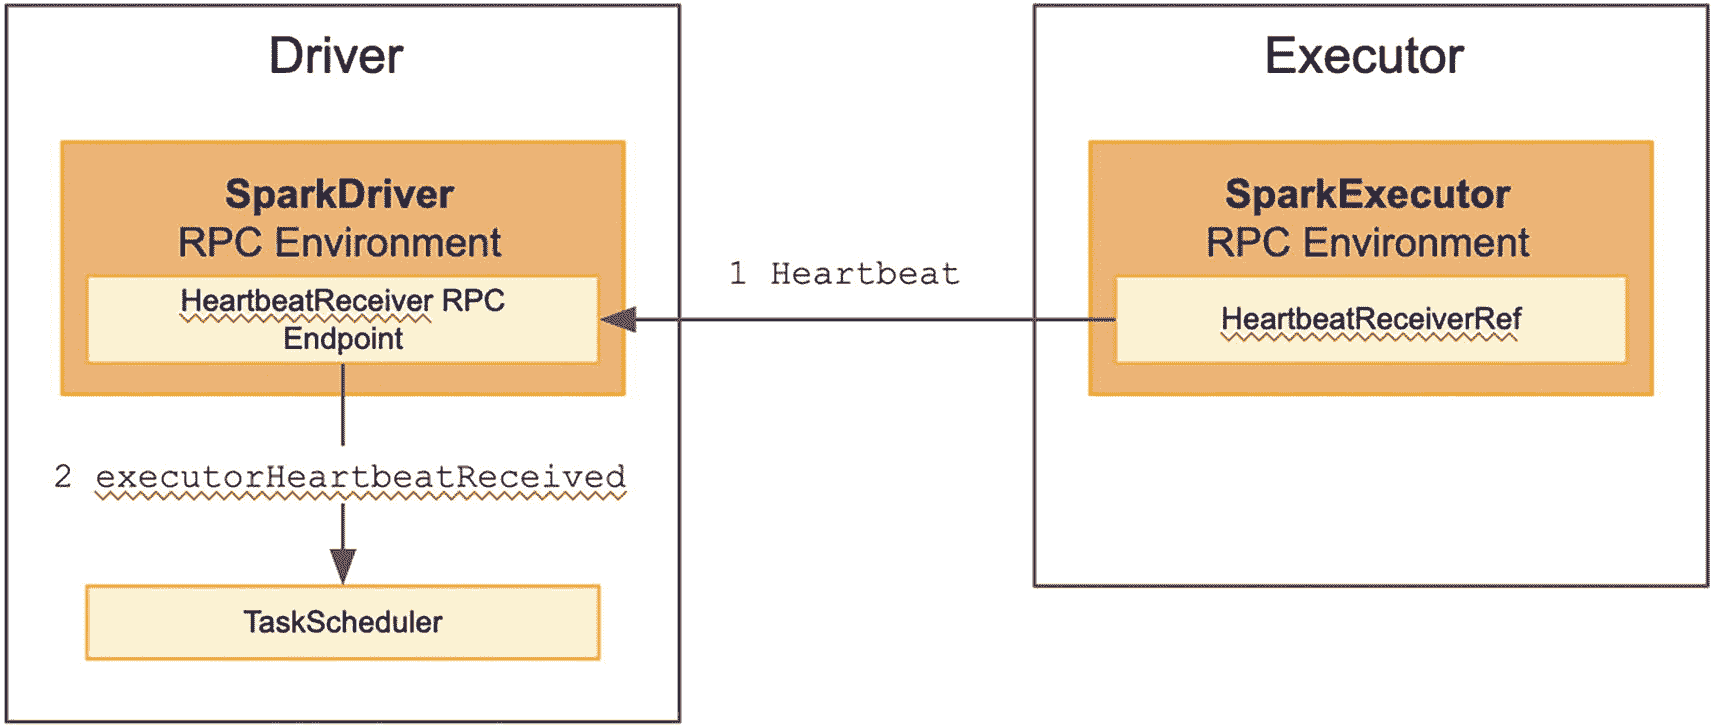 Driver
SparkDriver
RPC Environment
HeartbeatReceiver RPC
Endpoint
2 executorHeartbeatReceived
TaskScheduler
1 Heartbeat
Executor
SparkExecutor
RPC Environment
HeartbeatReceiverRef